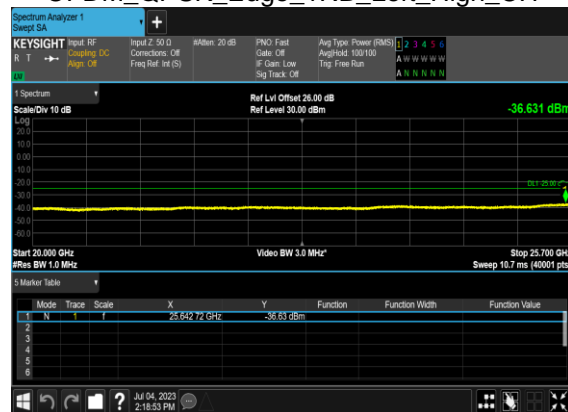 Spectrum Analyzer 1
Swept SA
+
KEYSIGHT Input: RF Input Z: 50 Ω #Atten: 20 dB PNO: Fast Avg Type: Power (RMS) 1 2 3 4 5 6
R T Coupling: DC Corrections: Off Gate: Off Avg|Hold: 100/100 A W W W W W
Align: Off Freq Ref: Int (S) IF Gain: Low Trig: Free Run
LU Sig Track: Off A N N N N N
1 Spectrum Ref Lvl Offset 26.00 dB
Scale/Div 10 dB Ref Level 30.00 dBm -36.631 dBm
Log
20.0
10.0
0.00
-10.0
-20.0 DL1 -25.00
-30.0
-40.0
-50.0
-60.0
Start 20.000 GHz Video BW 3.0 MHz* Stop 25.700 GHz
#Res BW 1.0 MHz Sweep 10.7 ms (40001 pts
5 Marker Table
Mode Trace Scale X Y Function Function Width Function Value
1 N 1 f 25.642 72 GHz -36.63 dBm
2
3
4
5
6
? Jul 04, 2023
2:18:53 PM